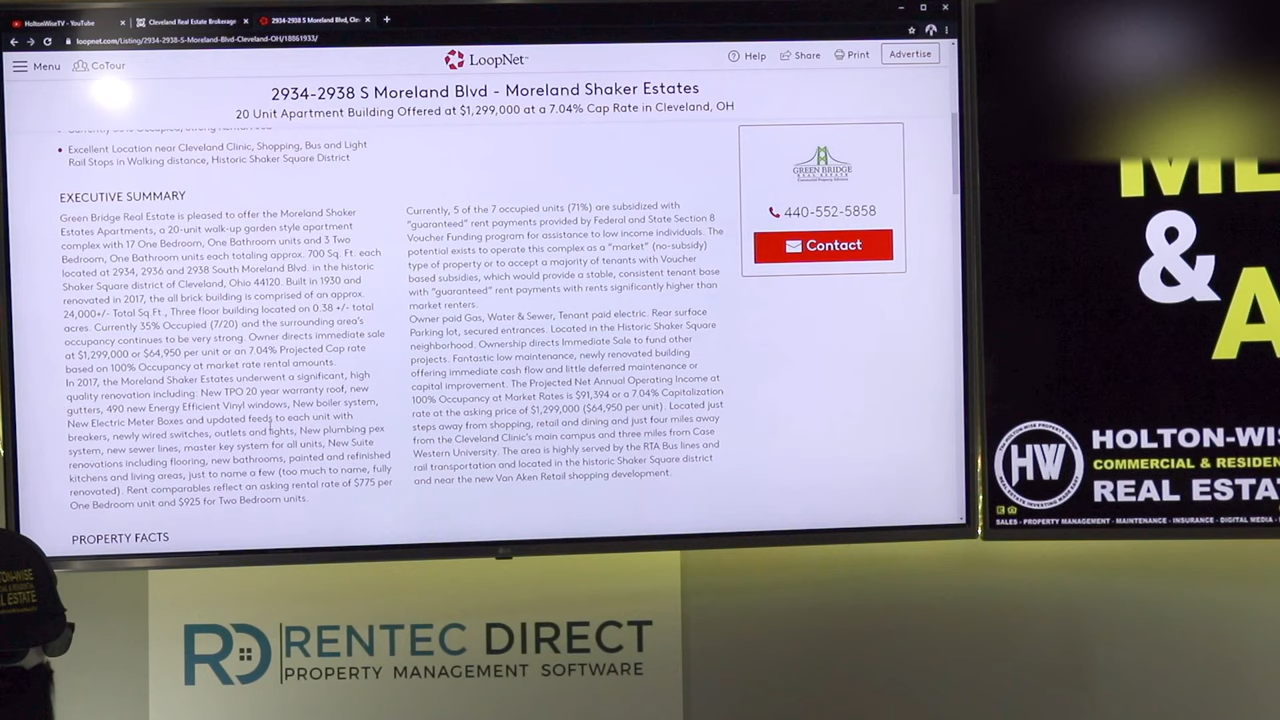 HoltonWiseTV - YouTube
Cleveland Real Estate Brokerage
2934-2938 S Moreland Blvd, Cle
loopnet.com/Listing/2934-2938-S-Moreland-Blvd-Cleveland-OH/18861933/
Menu
CoTour
LoopNet
Help
Share
Print
Advertise
2934-2938 S Moreland Blvd - Moreland Shaker Estates
20 Unit Apartment Building Offered at $1,299,000 at a 7.04% Cap Rate in Cleveland, OH
• Excellent Location near Cleveland Clinic, Shopping, Bus and Light
Rail Stops in Walking distance, Historic Shaker Square District
EXECUTIVE SUMMARY
Green Bridge Real Estate is pleased to offer the Moreland Shaker
Estates Apartments, a 20-unit walk-up garden style apartment
complex with 17 One Bedroom, One Bathroom units and 3 Two
Bedroom, One Bathroom units each totaling approx. 700 Sq. Ft. each
located at 2934, 2936 and 2938 South Moreland Blvd. in the historic
Shaker Square district of Cleveland, Ohio 44120. Built in 1930 and
renovated in 2017, the all brick building is comprised of an approx.
24,000+/- Total Sq.Ft., Three floor building located on 0.38 +/- total
acres. Currently 35% Occupied (7/20) and the surrounding area's
occupancy continues to be very strong. Owner directs immediate sale
at $1,299,000 or $64,950 per unit or an 7.04% Projected Cap rate
based on 100% Occupancy at market rate rental amounts.
In 2017, the Moreland Shaker Estates underwent a significant, high
quality renovation including: New TPO 20 year warranty roof, new
gutters, 490 new Energy Efficient Vinyl windows, New boiler system,
New Electric Meter Boxes and updated feeds to each unit with
breakers, newly wired switches, outlets and lights, New plumbing pex
system, new sewer lines, master key system for all units, New Suite
renovations including flooring, new bathrooms, painted and refinished
kitchens and living areas, just to name a few (too much to name, fully
renovated). Rent comparables reflect an asking rental rate of $775 per
One Bedroom unit and $925 for Two Bedroom units.
Currently, 5 of the 7 occupied units (71%) are subsidized with
"guaranteed" rent payments provided by Federal and State Section 8
Voucher Funding program for assistance to low income individuals. The
potential exists to operate this complex as a "market" (no-subsidy)
type of property or to accept a majority of tenants with Voucher
based subsidies, which would provide a stable, consistent tenant base
with "guaranteed" rent payments with rents significantly higher than
market renters.
Owner paid Gas, Water & Sewer, Tenant paid electric. Rear surface
Parking lot, secured entrances. Located in the Historic Shaker Square
neighborhood. Ownership directs Immediate Sale to fund other
projects. Fantastic low maintenance, newly renovated building
offering immediate cash flow and little deferred maintenance or
capital improvement. The Projected Net Annual Operating Income at
100% Occupancy at Market Rates is $91,394 or a 7.04% Capitalization
rate at the asking price of $1,299,000 ($64,950 per unit). Located just
steps away from shopping, retail and dining and just four miles away
from the Cleveland Clinic's main campus and three miles from Case
Western University. The area is highly served by the RTA Bus lines and
rail transportation and located in the historic Shaker Square district
and near the new Van Aken Retail shopping development.
GREEN BRIDGE
REAL ESTATE
440-552-5858
Contact
PROPERTY FACTS
&
A
HW
HOLTON-WI
COMMERCIAL & RESIDEN
REAL ESTA
SALES - PROPERTY MANAGEMENT - MAINTENANCE - INSURANCE - DIGITAL MEDIA
RD RENTEC DIRECT
PROPERTY MANAGEMENT SOFTWARE